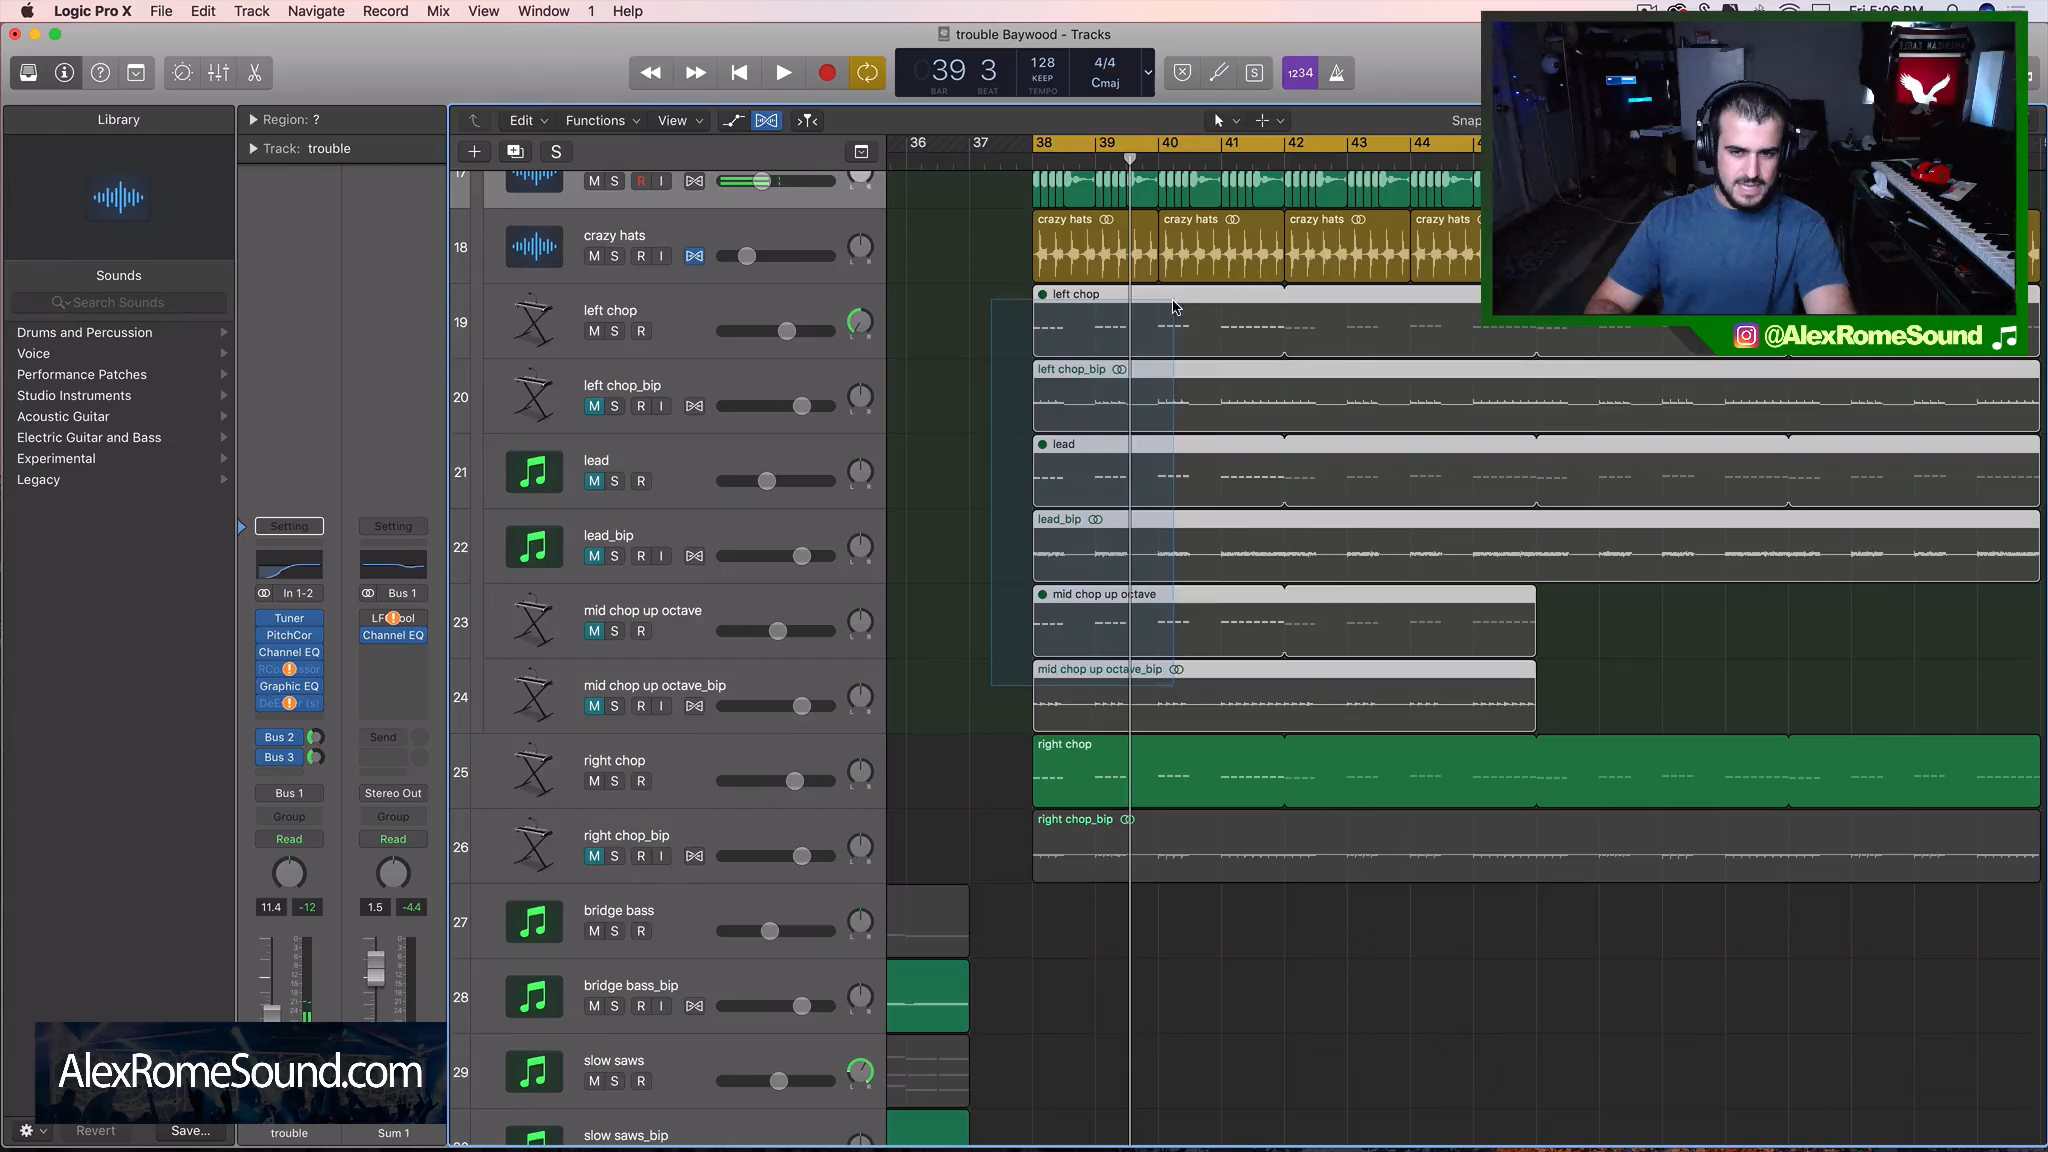 Logic Pro X File Edit Track Navigate Record Mix View Window 1 Help
Fri 5:06 PM
trouble Baywood - Tracks
39 3
BAR BEAT
128
KEEP
TEMPO
4/4
Cmaj
S
1234
Library
Region: ?
Track: trouble
Edit Functions View
Snap
S
36 37 38 39 40 41 42 43 44
Sounds
Search Sounds
Drums and Percussion
Voice
Performance Patches
Studio Instruments
Acoustic Guitar
Electric Guitar and Bass
Experimental
Legacy
Setting Setting
In 1-2 Bus 1
Tuner
PitchCor Channel EQ
Channel EQ
Graphic EQ
Bus 2 Send
Bus 3
Bus 1 Stereo Out
Group Group
Read Read
11.4 -12 1.5 -4.4
AlexRomeSound.com
Revert Save...
trouble Sum 1
17
M S R I
18
crazy hats
M S R I
19
left chop
M S R
20
left chop_bip
M S R I
21
lead
M S R
22
lead_bip
M S R I
23
mid chop up octave
M S R
24
mid chop up octave_bip
M S R I
25
right chop
M S R
26
right chop_bip
M S R I
27
bridge bass
M S R
28
bridge bass_bip
M S R I
29
slow saws
M S R
slow saws_bip
crazy hats crazy hats crazy hats crazy hats
left chop
left chop_bip
lead
lead_bip
mid chop up octave
mid chop up octave_bip
right chop
right chop_bip
AMERICAN EAGLE
@AlexRomeSound